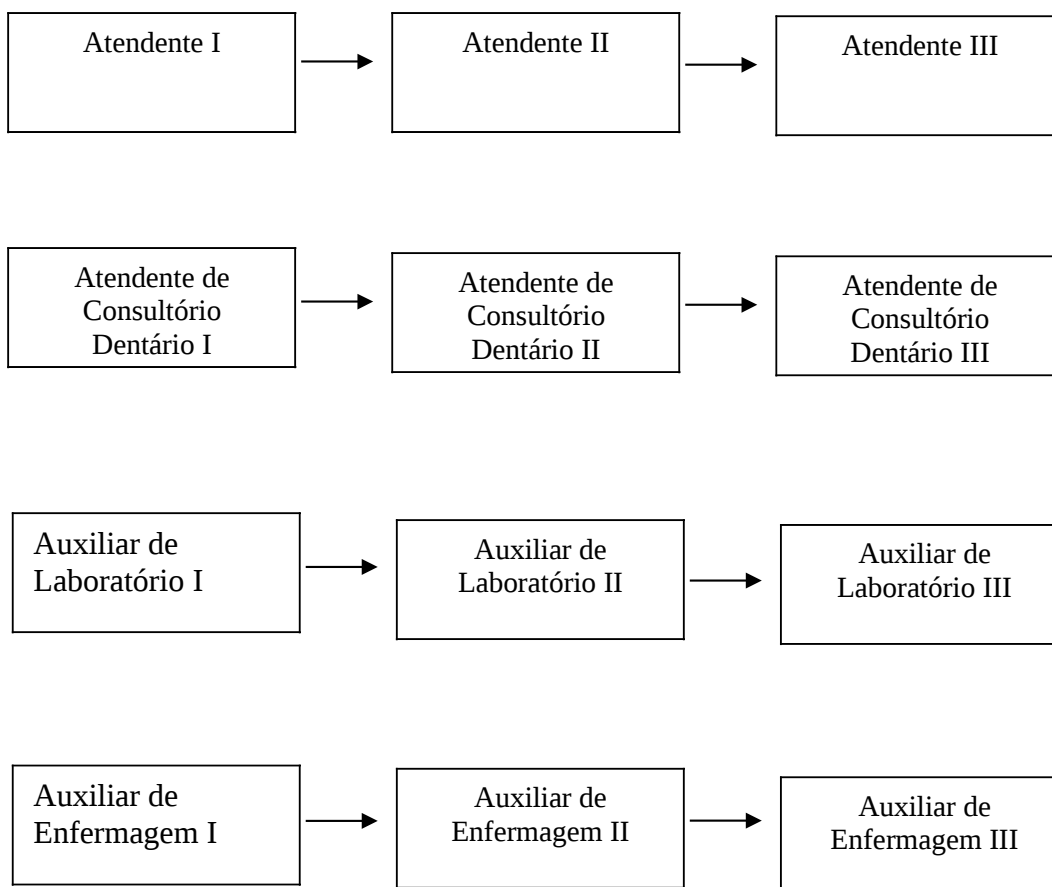 Atendente I
Atendente II
Atendente III
Atendente de
Consultório
Dentário I
Atendente de
Consultório
Dentário II
Atendente de
Consultório
Dentário III
Auxiliar de
Laboratório I
Auxiliar de
Laboratório II
Auxiliar de
Laboratório III
Auxiliar de
Enfermagem I
Auxiliar de
Enfermagem II
Auxiliar de
Enfermagem III